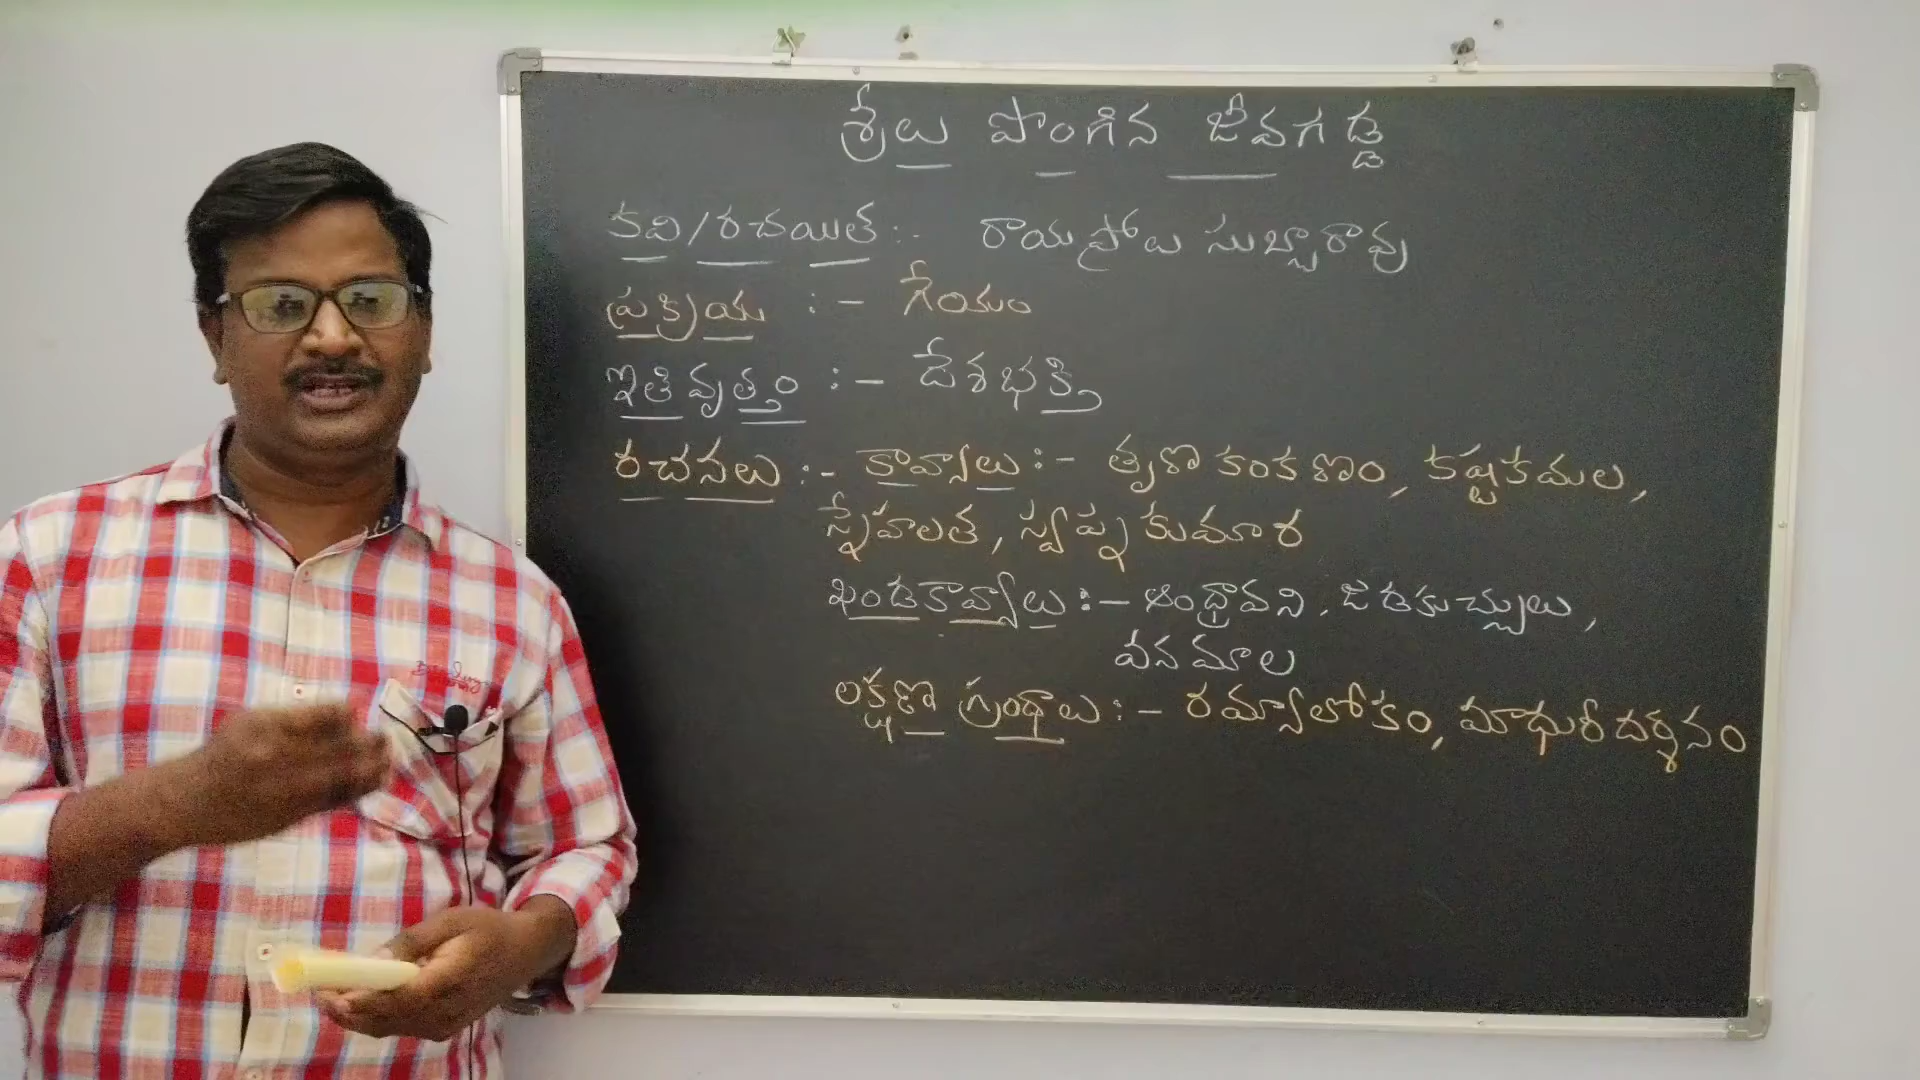 శ్రీలు పొంగిన జీవగడ్డ
కవి/రచయిత :- రాయప్రోలు సుబ్బారావు
ప్రక్రియ :- గేయం
ఇతివృత్తం :- దేశభక్తి
రచనలు :- కావ్యాలు :- తృణకంకణం, కష్టకమల,
స్నేహలత, స్వప్నకుమార
ఖండకావ్యాలు :- ఆంధ్రావని, జడకుచ్చులు,
వనమాల
లక్షణ గ్రంథాలు :- రమ్యాలోకం, మాధురీదర్శనం